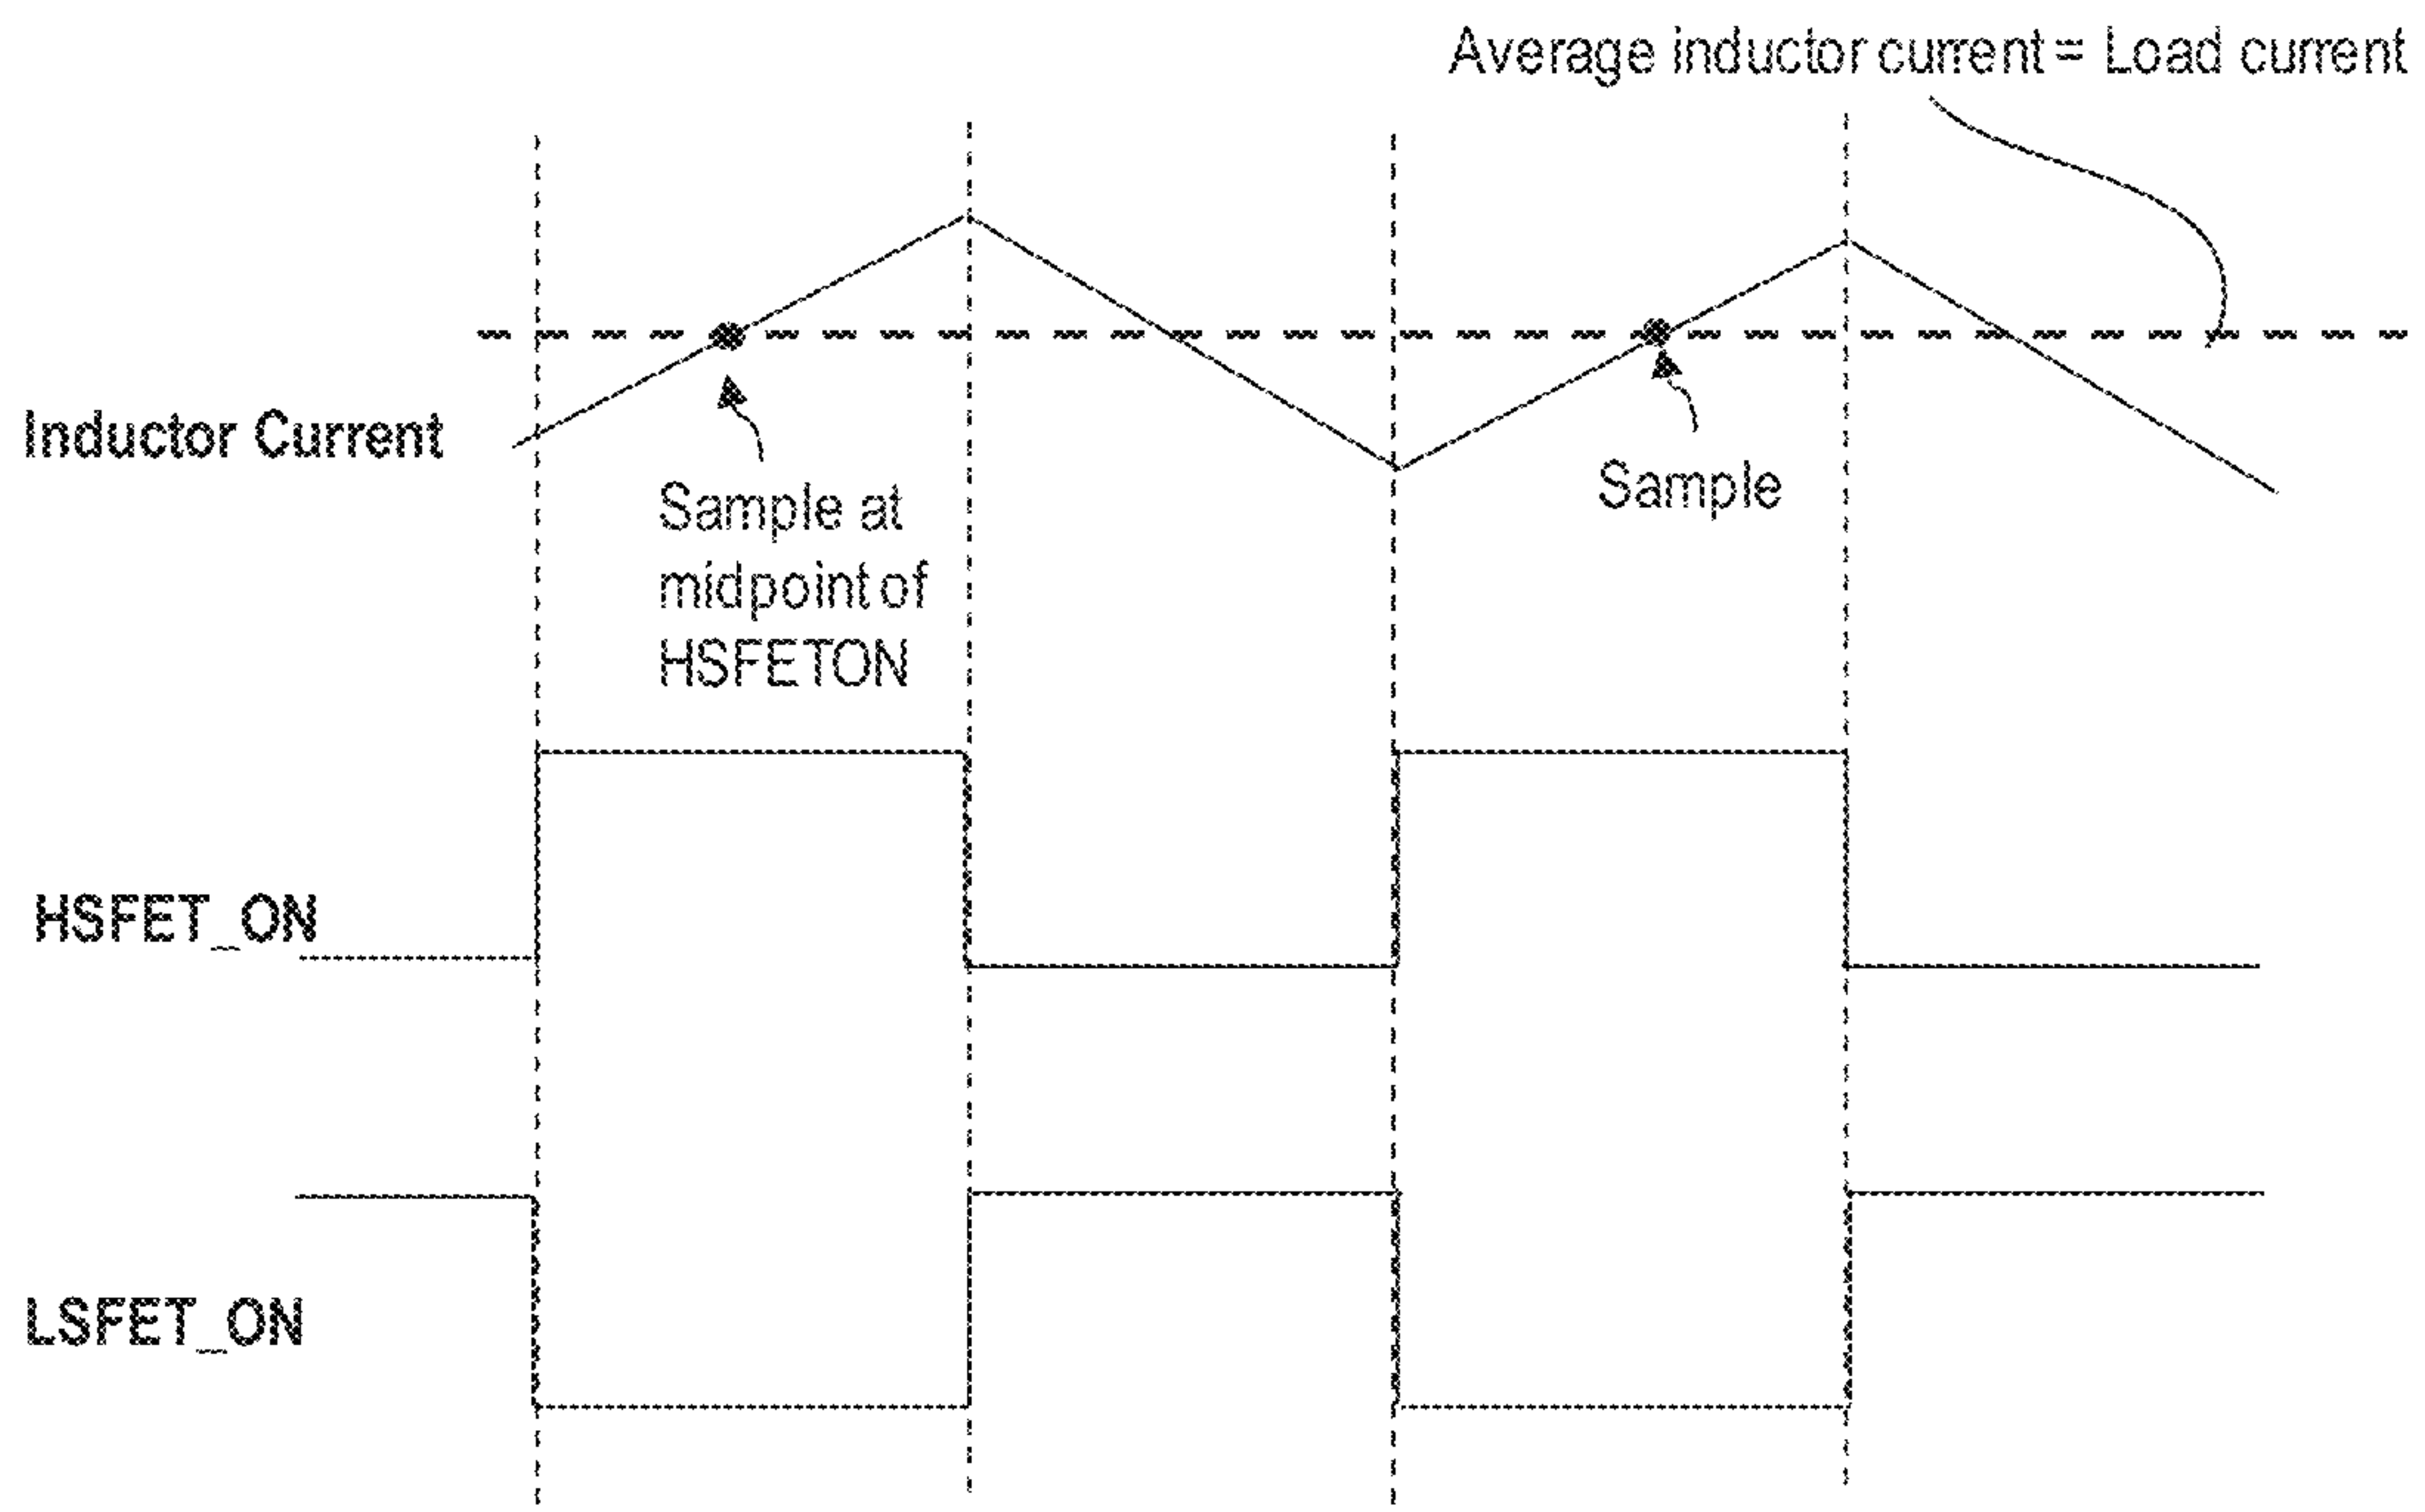 Average inductor current = Load current
Inductor Current
Sample at
midpoint of
HSFETON
Sample
HSFET_ON
LSFET_ON